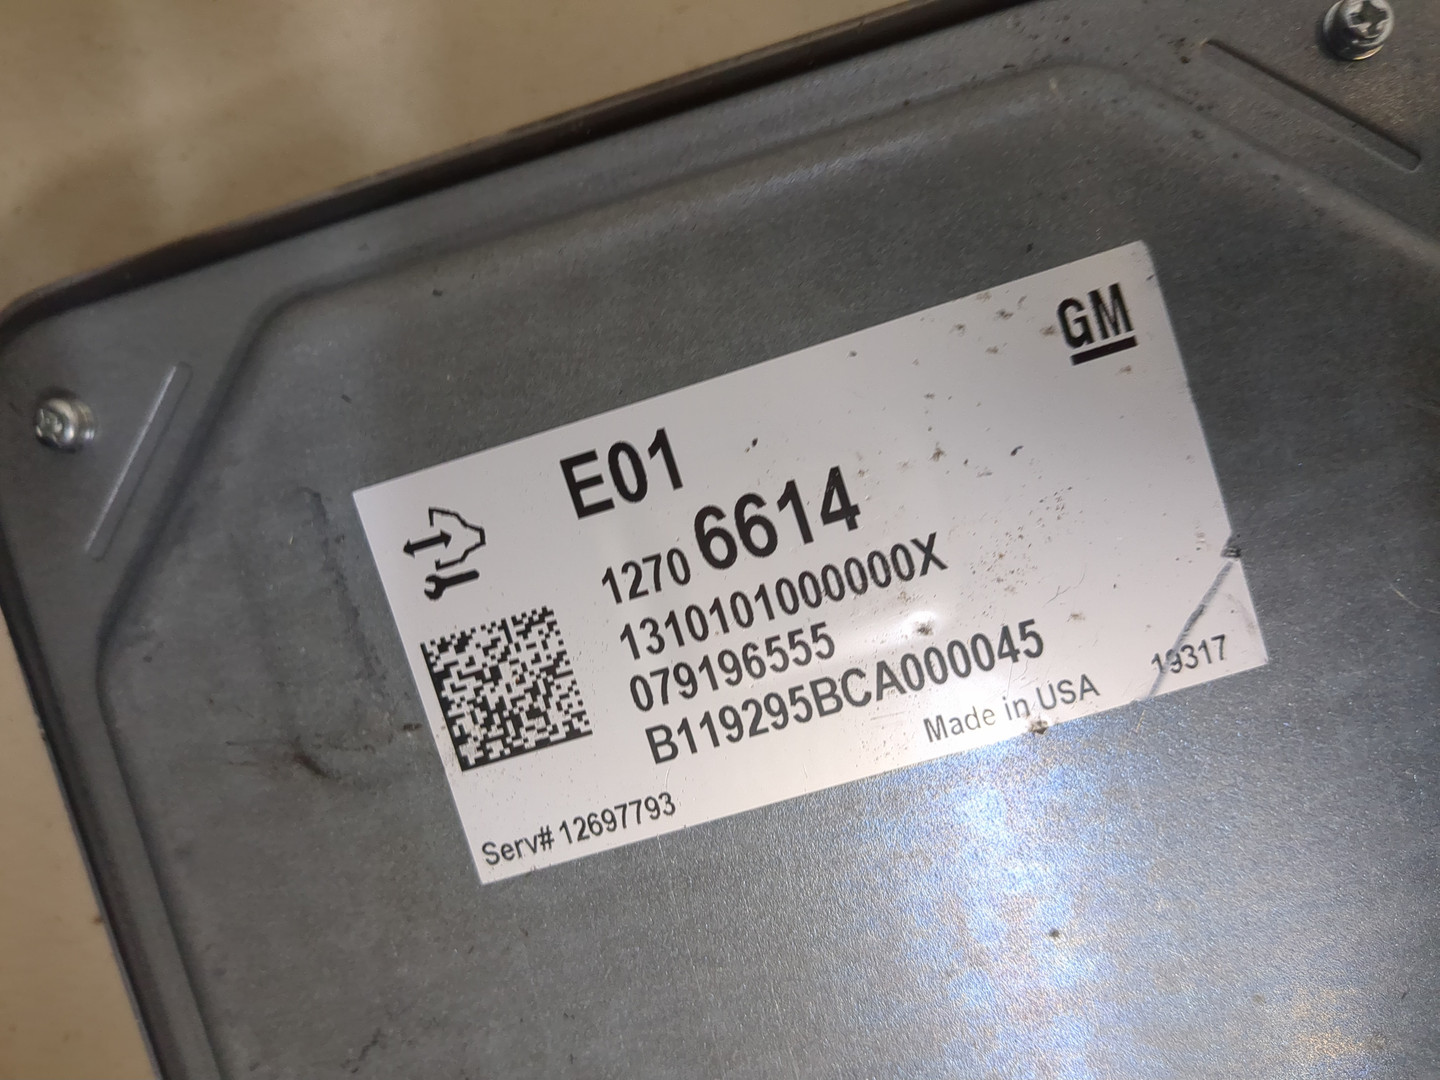 GM
E01
1270 6614
1310101000000X
079196555
B119295BCA000045
Made in USA 19317
Serv# 12697793